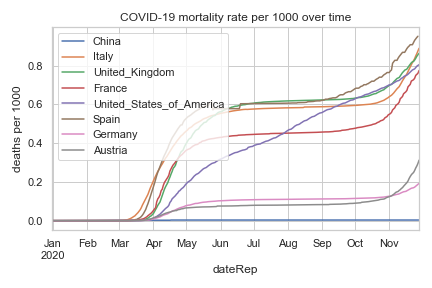 COVID-19 mortality rate per 1000 over time
China
Italy
United_Kingdom
France
United_States_of_America
Spain
Germany
Austria
deaths per 1000
0.8
0.6
0.4
0.2
0.0
Jan Feb Mar Apr May Jun Jul Aug Sep Oct Nov
2020
dateRep